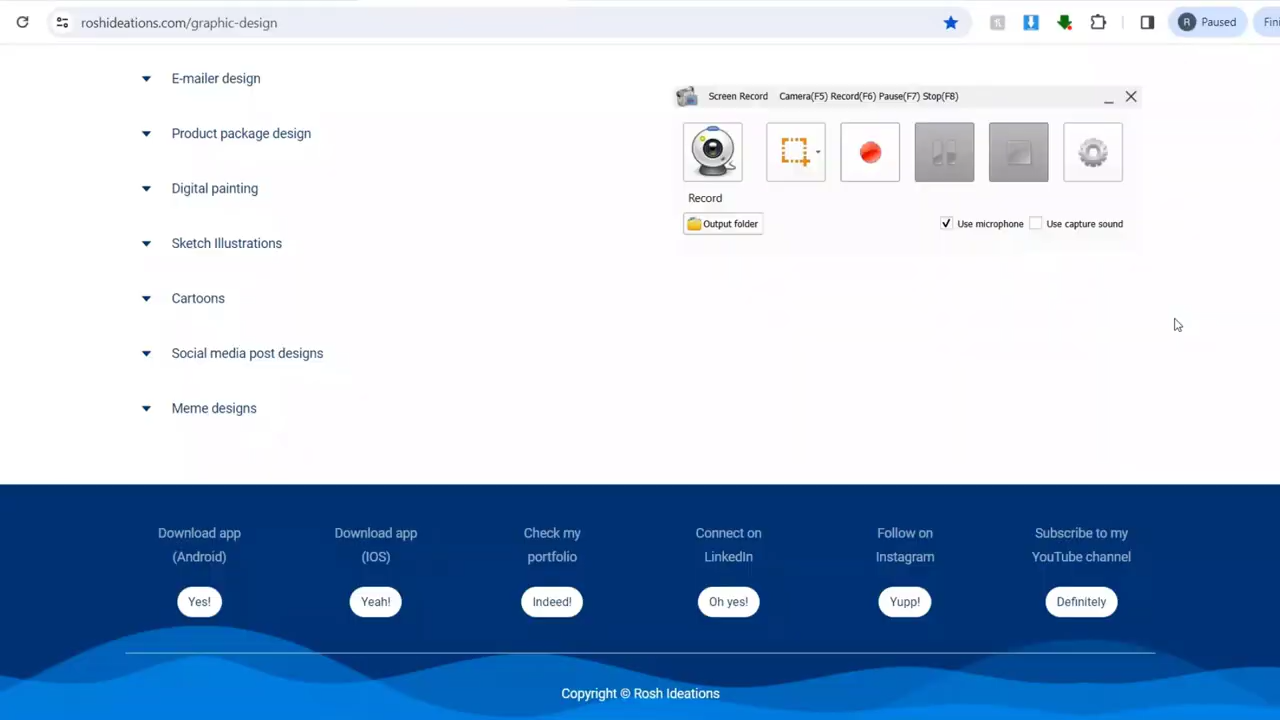 roshideations.com/graphic-design
R Paused
Fini
E-mailer design
Product package design
Digital painting
Sketch Illustrations
Cartoons
Social media post designs
Meme designs
Screen Record Camera(F5) Record(F6) Pause(F7) Stop(F8)
Record
Output folder
Use microphone
Use capture sound
Download app
(Android)
Yes!
Download app
(IOS)
Yeah!
Check my
portfolio
Indeed!
Connect on
LinkedIn
Oh yes!
Follow on
Instagram
Yupp!
Subscribe to my
YouTube channel
Definitely
Copyright © Rosh Ideations